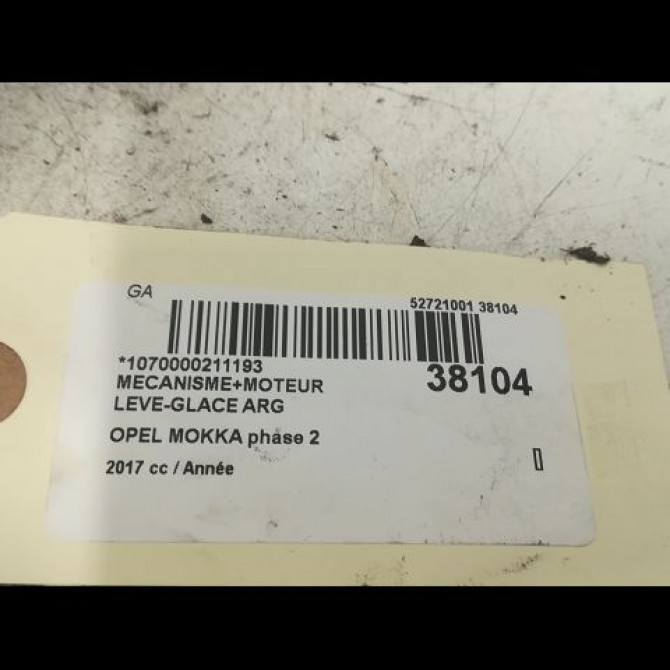 GA
52721001 38104
*1070000211193
38104
MECANISME+MOTEUR
LEVE-GLACE ARG
OPEL MOKKA phase 2
2017 cc / Année